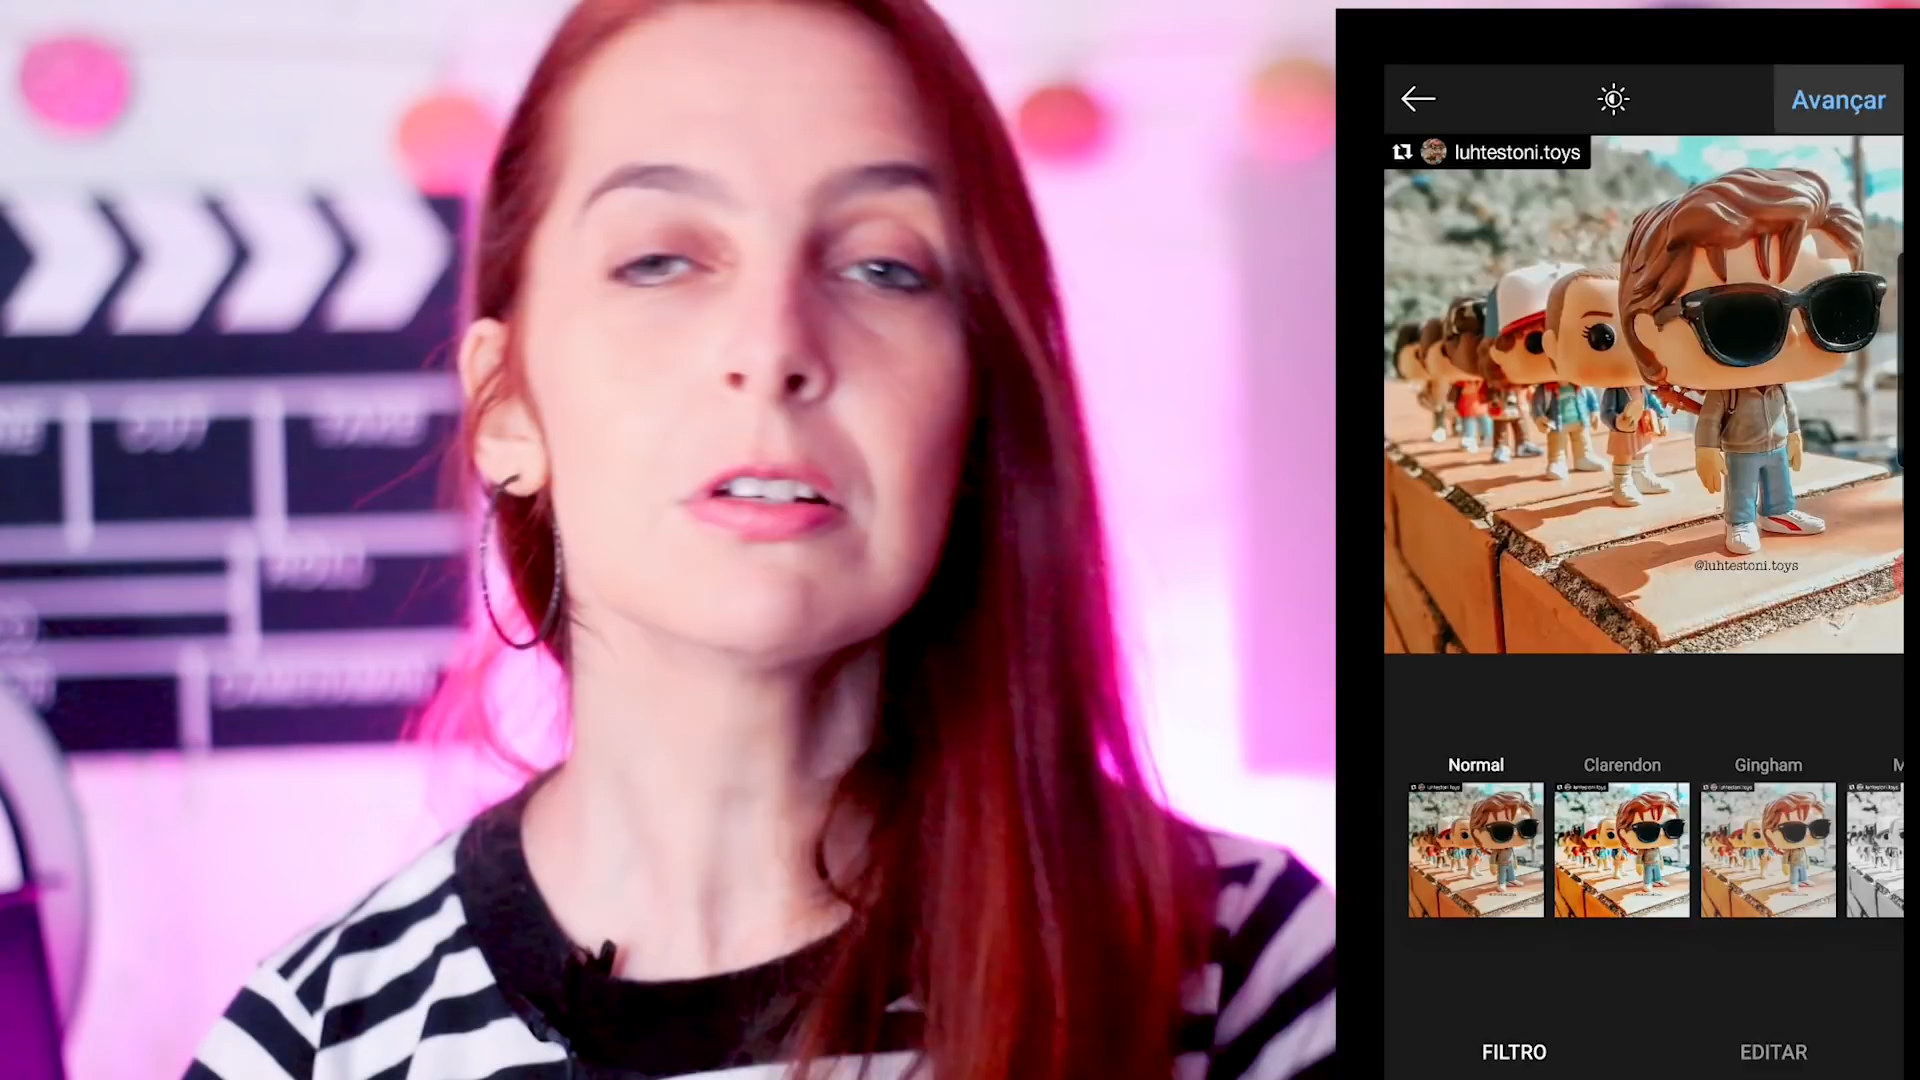 Avançar
luhtestoni.toys
@luhtestoni.toys
Normal
Clarendon
Gingham
M
FILTRO
EDITAR